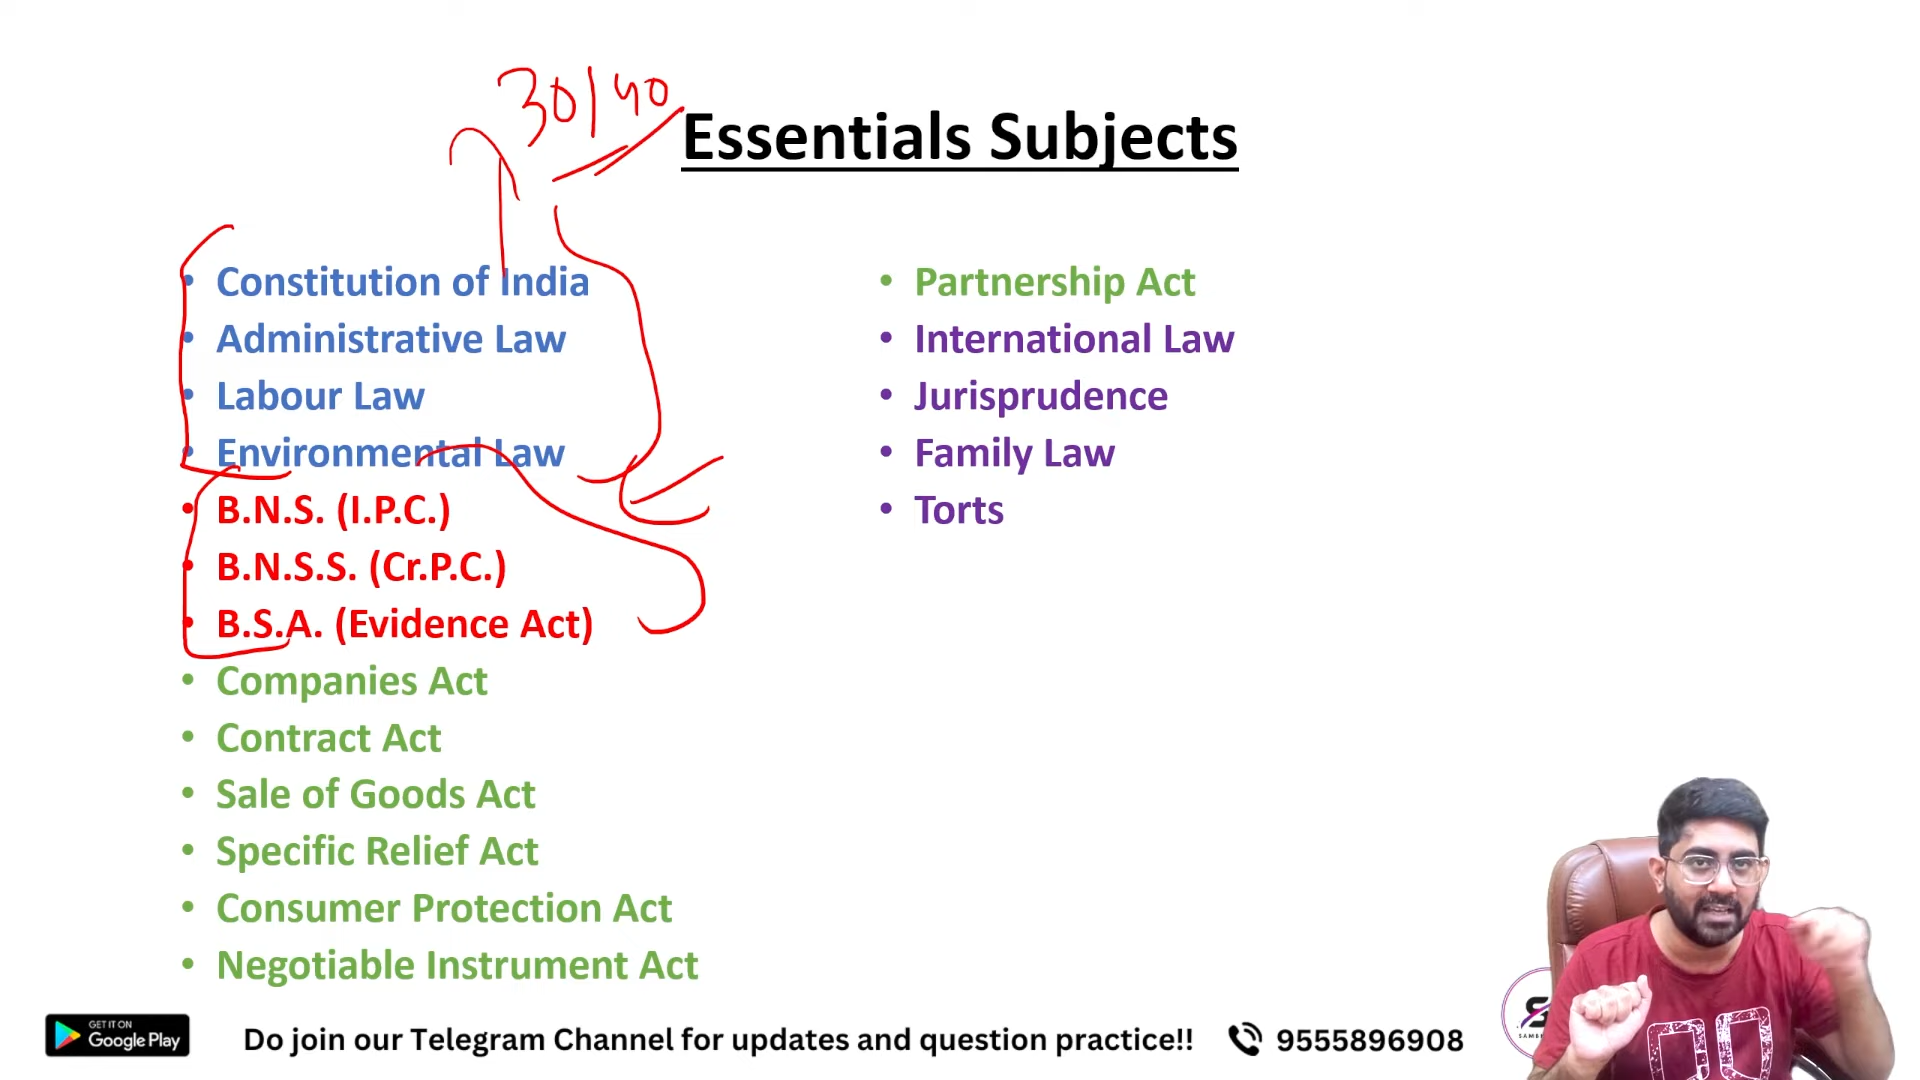 30/40
Essentials Subjects
• Constitution of India
• Administrative Law
• Labour Law
• Environmental Law
• B.N.S. (I.P.C.)
• B.N.S.S. (Cr.P.C.)
• B.S.A. (Evidence Act)
• Companies Act
• Contract Act
• Sale of Goods Act
• Specific Relief Act
• Consumer Protection Act
• Negotiable Instrument Act
• Partnership Act
• International Law
• Jurisprudence
• Family Law
• Torts
GET IT ON
Google Play
Do join our Telegram Channel for updates and question practice!!
9555896908